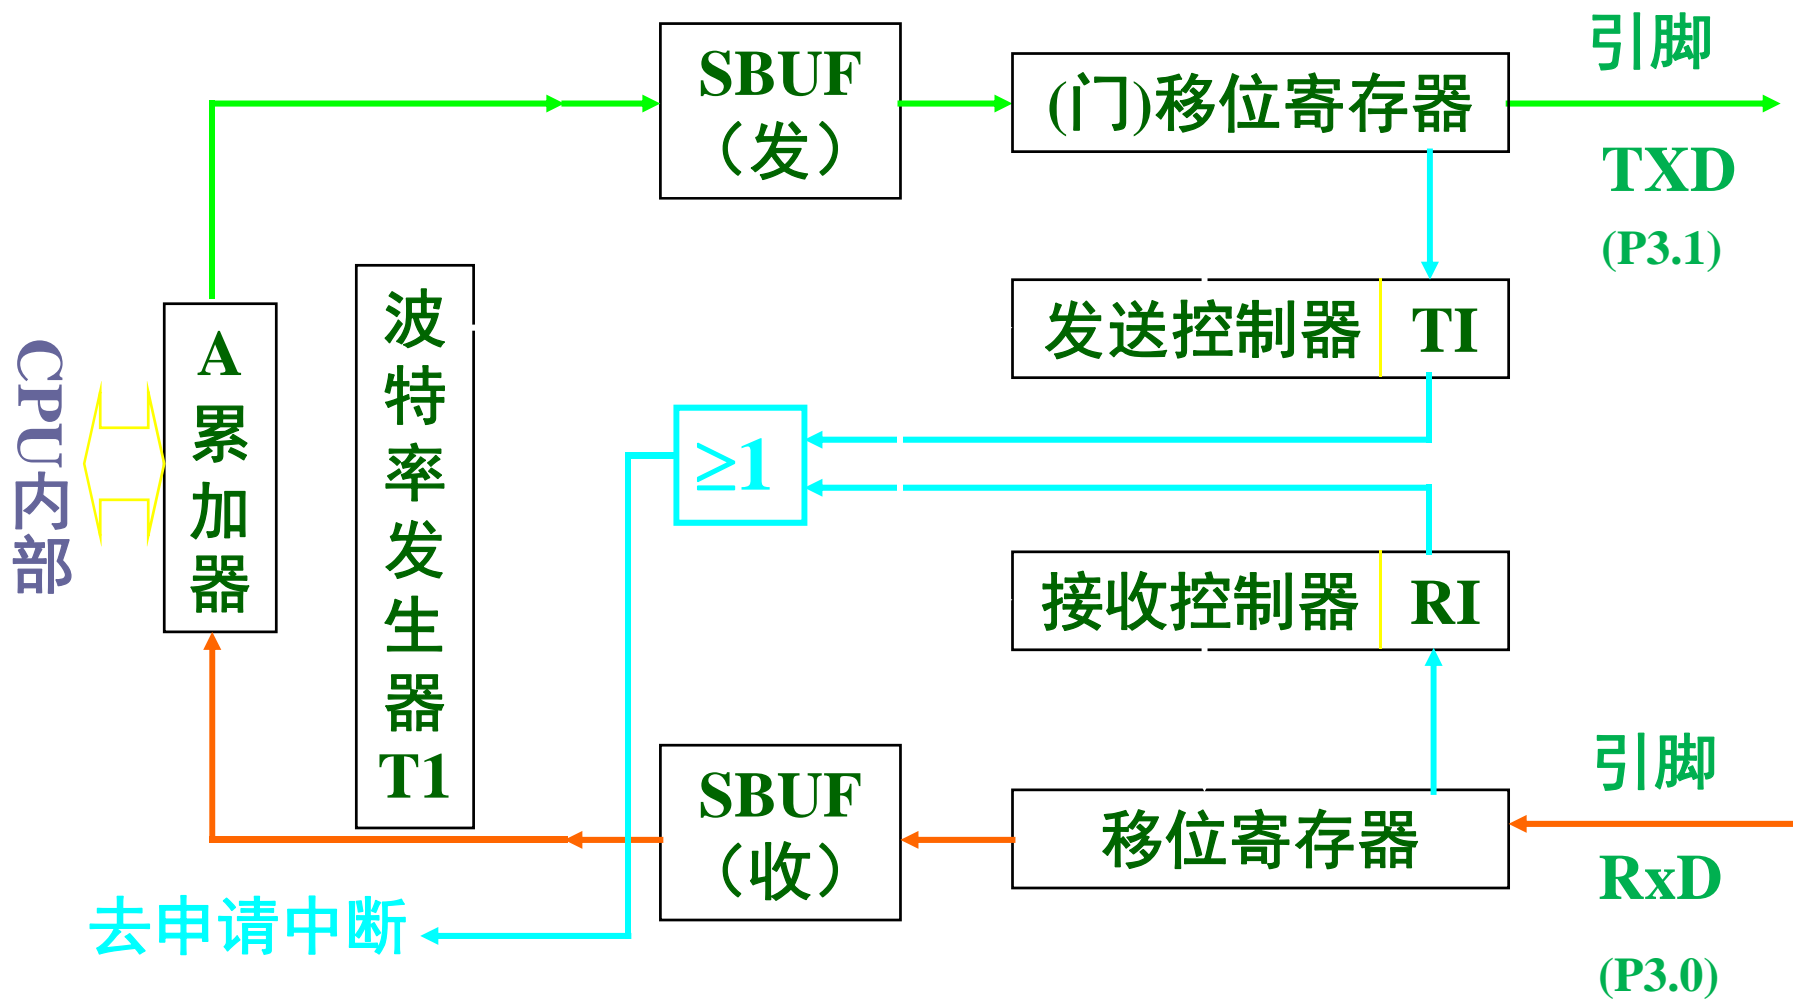 SBUF
（发）
(门)移位寄存器
引脚
TXD
(P3.1)
发送控制器
TI
CPU内部
A
累
加
器
波
特
率
发
生
器
T1
≥1
接收控制器
RI
SBUF
（收）
移位寄存器
引脚
RxD
(P3.0)
去申请中断